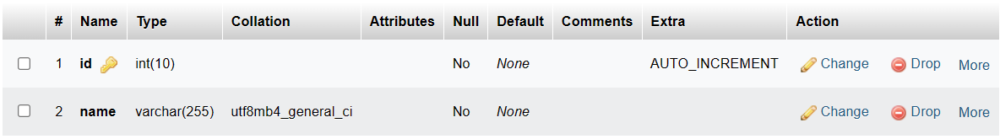 # Name Type Collation Attributes Null Default Comments Extra Action
1 id int(10) No None AUTO_INCREMENT Change Drop More
2 name varchar(255) utf8mb4_general_ci No None Change Drop More